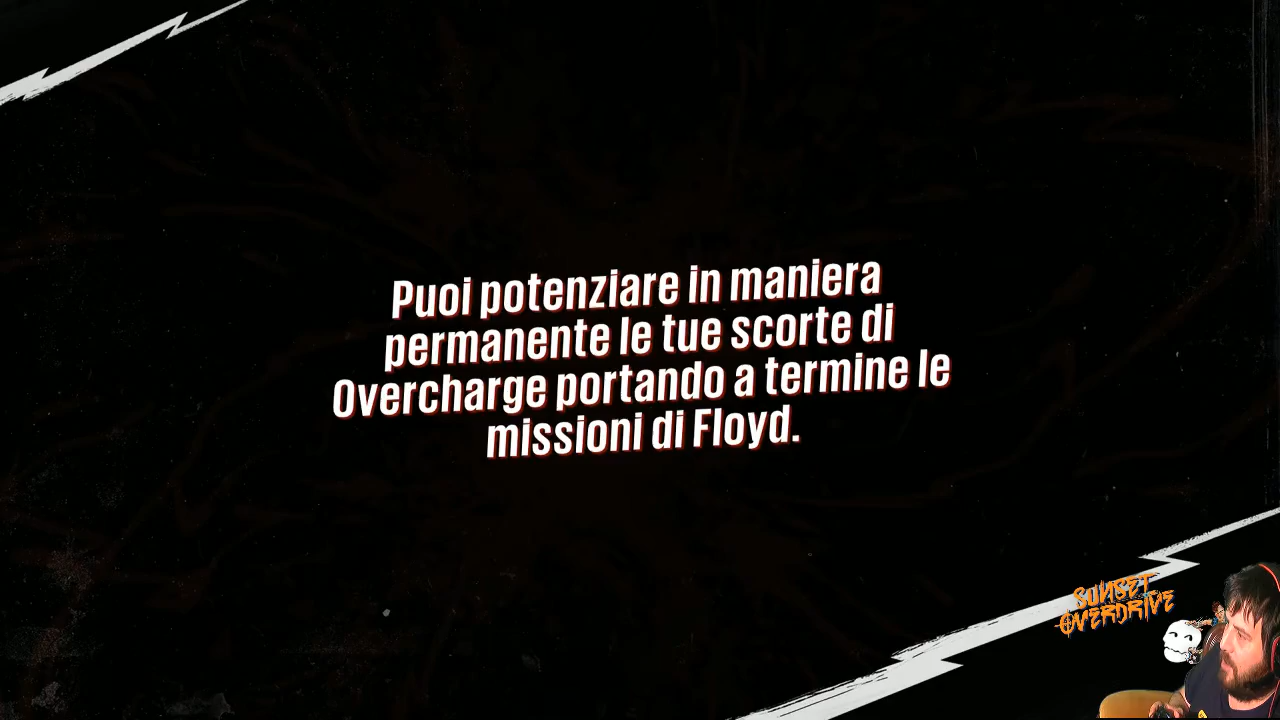 Puoi potenziare in maniera
permanente le tue scorte di
Overcharge portando a termine le
missioni di Floyd.
SUNSET
OVERDRIVE